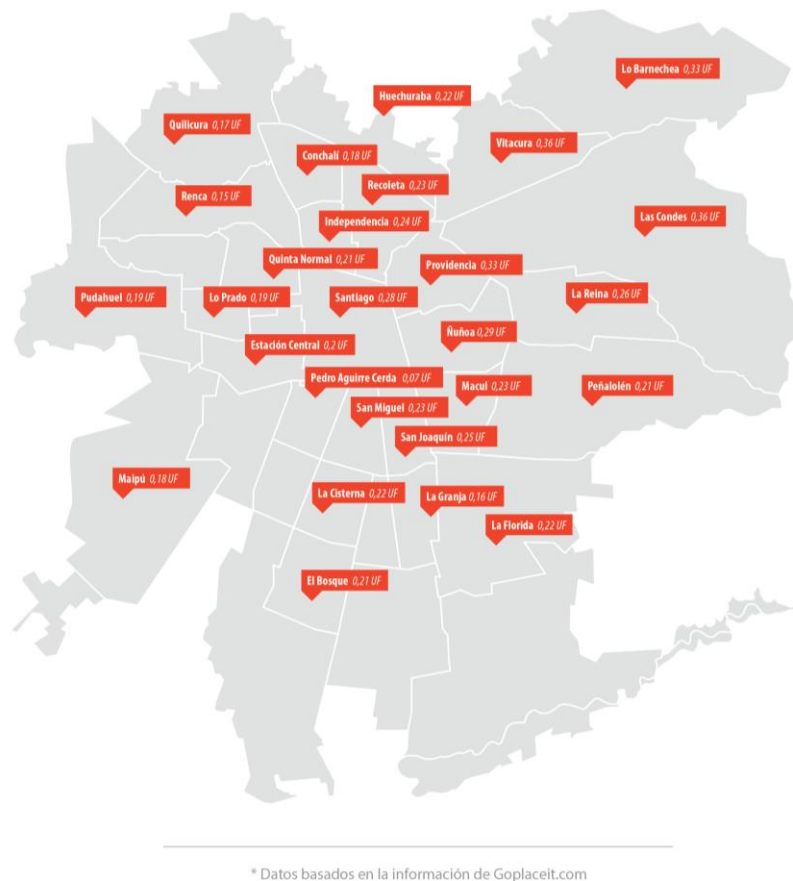 Lo Barnechea 0,33 UF
Huechuraba 0,22 UF
Quilicura 0,17 UF
Vitacura 0,36 UF
Conchalí 0,18 UF
Recoleta 0,23 UF
Renca 0,15 UF
Las Condes 0,36 UF
Independencia 0,24 UF
Quinta Normal 0,21 UF
Providencia 0,33 UF
La Reina 0,26 UF
Pudahuel 0,19 UF
Lo Prado 0,19 UF
Santiago 0,28 UF
Ñuñoa 0,29 UF
Estación Central 0,2 UF
Pedro Aguirre Cerda 0,07 UF
Macul 0,23 UF
Peñalolén 0,21 UF
San Miguel 0,23 UF
San Joaquín 0,25 UF
Maipú 0,18 UF
La Cisterna 0,22 UF
La Granja 0,16 UF
La Florida 0,22 UF
El Bosque 0,21 UF
* Datos basados en la información de Goplaceit.com